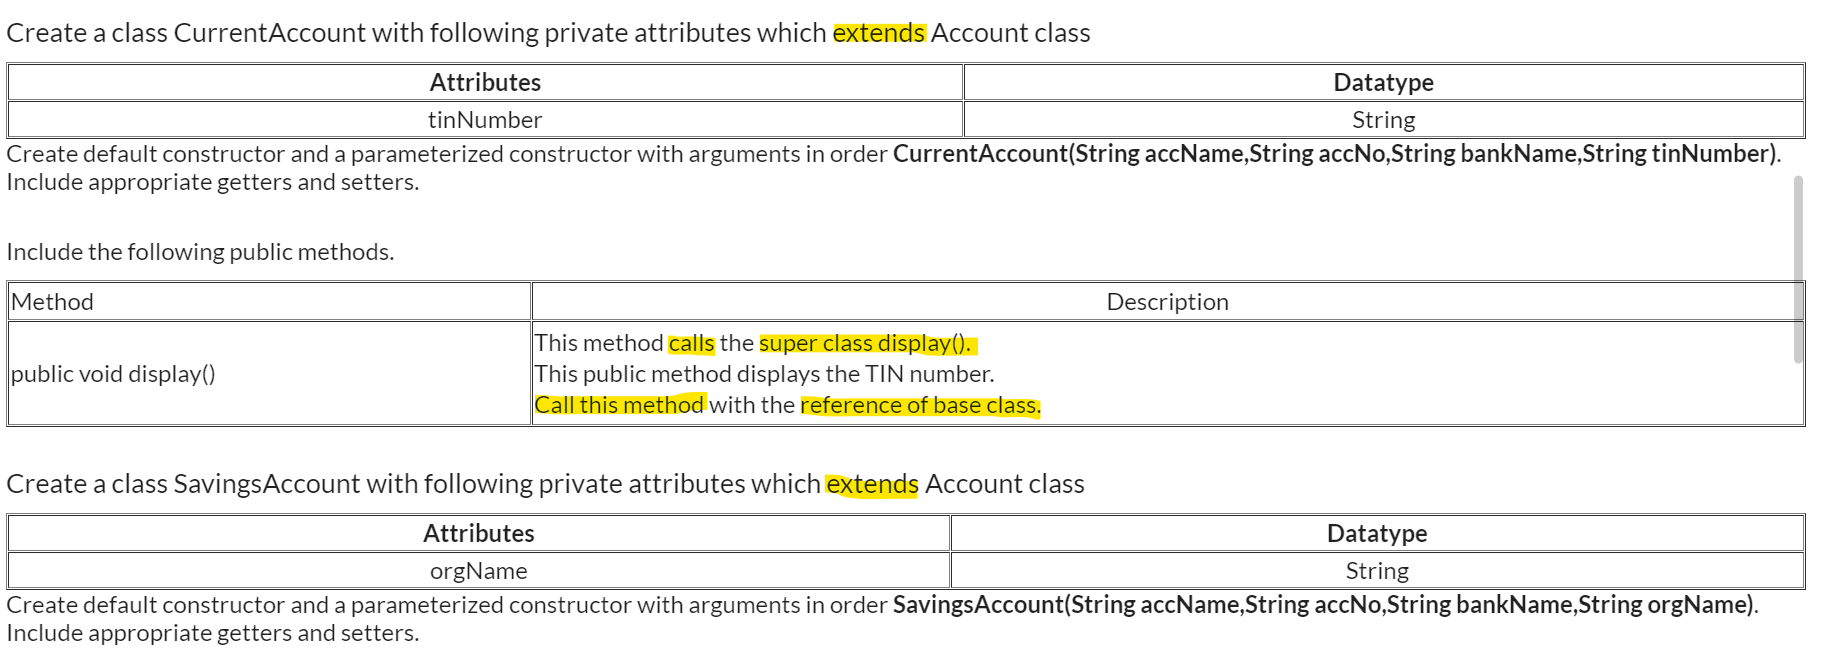 Create a class CurrentAccount with following private attributes which extends Account class
Attributes Datatype
tinNumber String
Create default constructor and a parameterized constructor with arguments in order CurrentAccount(String accName,String accNo,String bankName,String tinNumber).
Include appropriate getters and setters.
Include the following public methods.
Method Description
This method calls the super class display().
public void display() This public method displays the TIN number.
Call this method with the reference of base class.
Create a class SavingsAccount with following private attributes which extends Account class
Attributes Datatype
orgName String
Create default constructor and a parameterized constructor with arguments in order SavingsAccount(String accName,String accNo,String bankName,String orgName).
Include appropriate getters and setters.